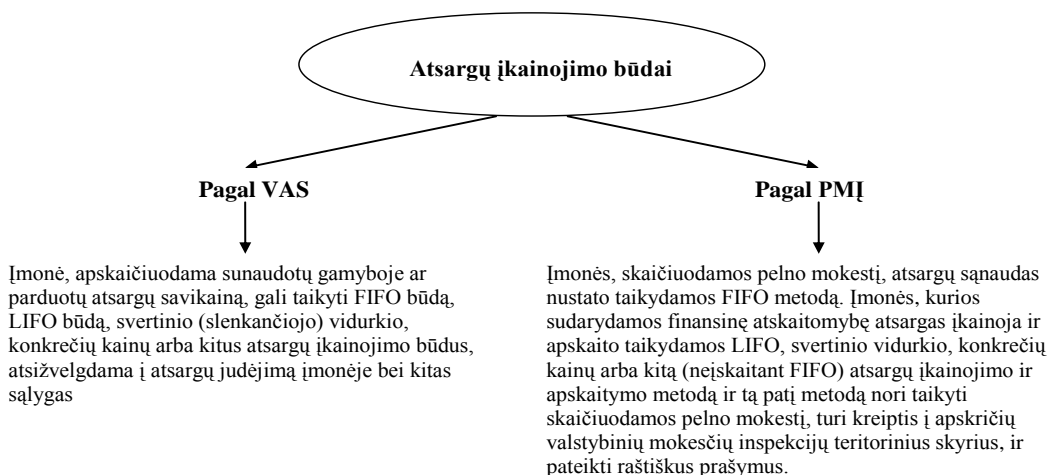 Atsargų įkainojimo būdai
Pagal VAS
Pagal PMĮ
Įmonė, apskaičiuodama sunaudotų gamyboje ar
parduotų atsargų savikainą, gali taikyti FIFO būdą,
LIFO būdą, svertinio (slenkančiojo) vidurkio,
konkrečių kainų arba kitus atsargų įkainojimo būdus,
atsižvelgdama į atsargų judėjimą įmonėje bei kitas
sąlygas
Įmonės, skaičiuodamos pelno mokestį, atsargų sąnaudas
nustato taikydamos FIFO metodą. Įmonės, kurios
sudarydamos finansinę atskaitomybę atsargas įkainoja ir
apskaito taikydamos LIFO, svertinio vidurkio, konkrečių
kainų arba kitą (neįskaitant FIFO) atsargų įkainojimo ir
apskaitymo metodą ir tą patį metodą nori taikyti
skaičiuodamos pelno mokestį, turi kreiptis į apskričių
valstybinių mokesčių inspekcijų teritorinius skyrius, ir
pateikti raštiškus prašymus.